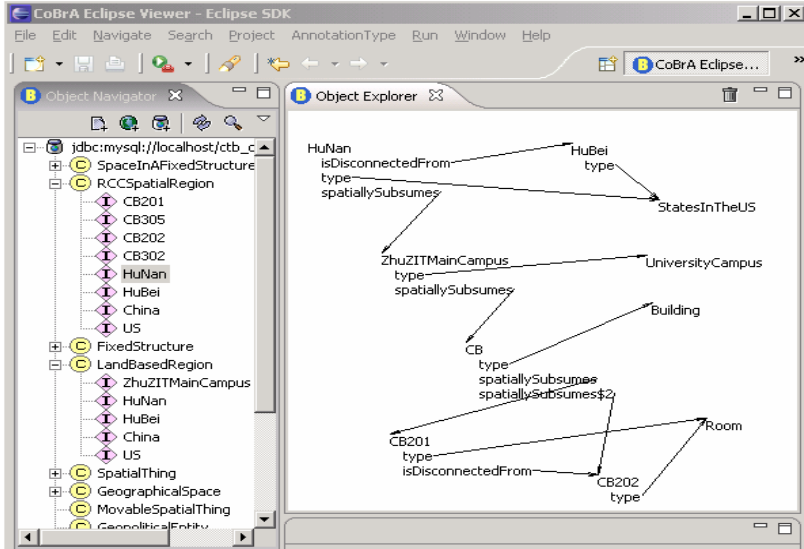 CoBrA Eclipse Viewer - Eclipse SDK
File Edit Navigate Search Project AnnotationType Run Window Help
CoBrA Eclipse... »
Object Navigator
jdbc:mysql://localhost/ctb_c
SpaceInAFixedStructure
RCCSpatialRegion
CB201
CB305
CB202
CB302
HuNan
HuBei
China
US
FixedStructure
LandBasedRegion
ZhuZITMainCampus
HuNan
HuBei
China
US
SpatialThing
GeographicalSpace
MovableSpatialThing
GeopoliticalEntity
Object Explorer
HuNan
isDisconnectedFrom
type
spatiallySubsumes
HuBei
type
StatesInTheUS
ZhuZITMainCampus
type
spatiallySubsumes
UniversityCampus
Building
CB
type
spatiallySubsumes
spatiallySubsumes$2
CB201
type
isDisconnectedFrom
Room
CB202
type